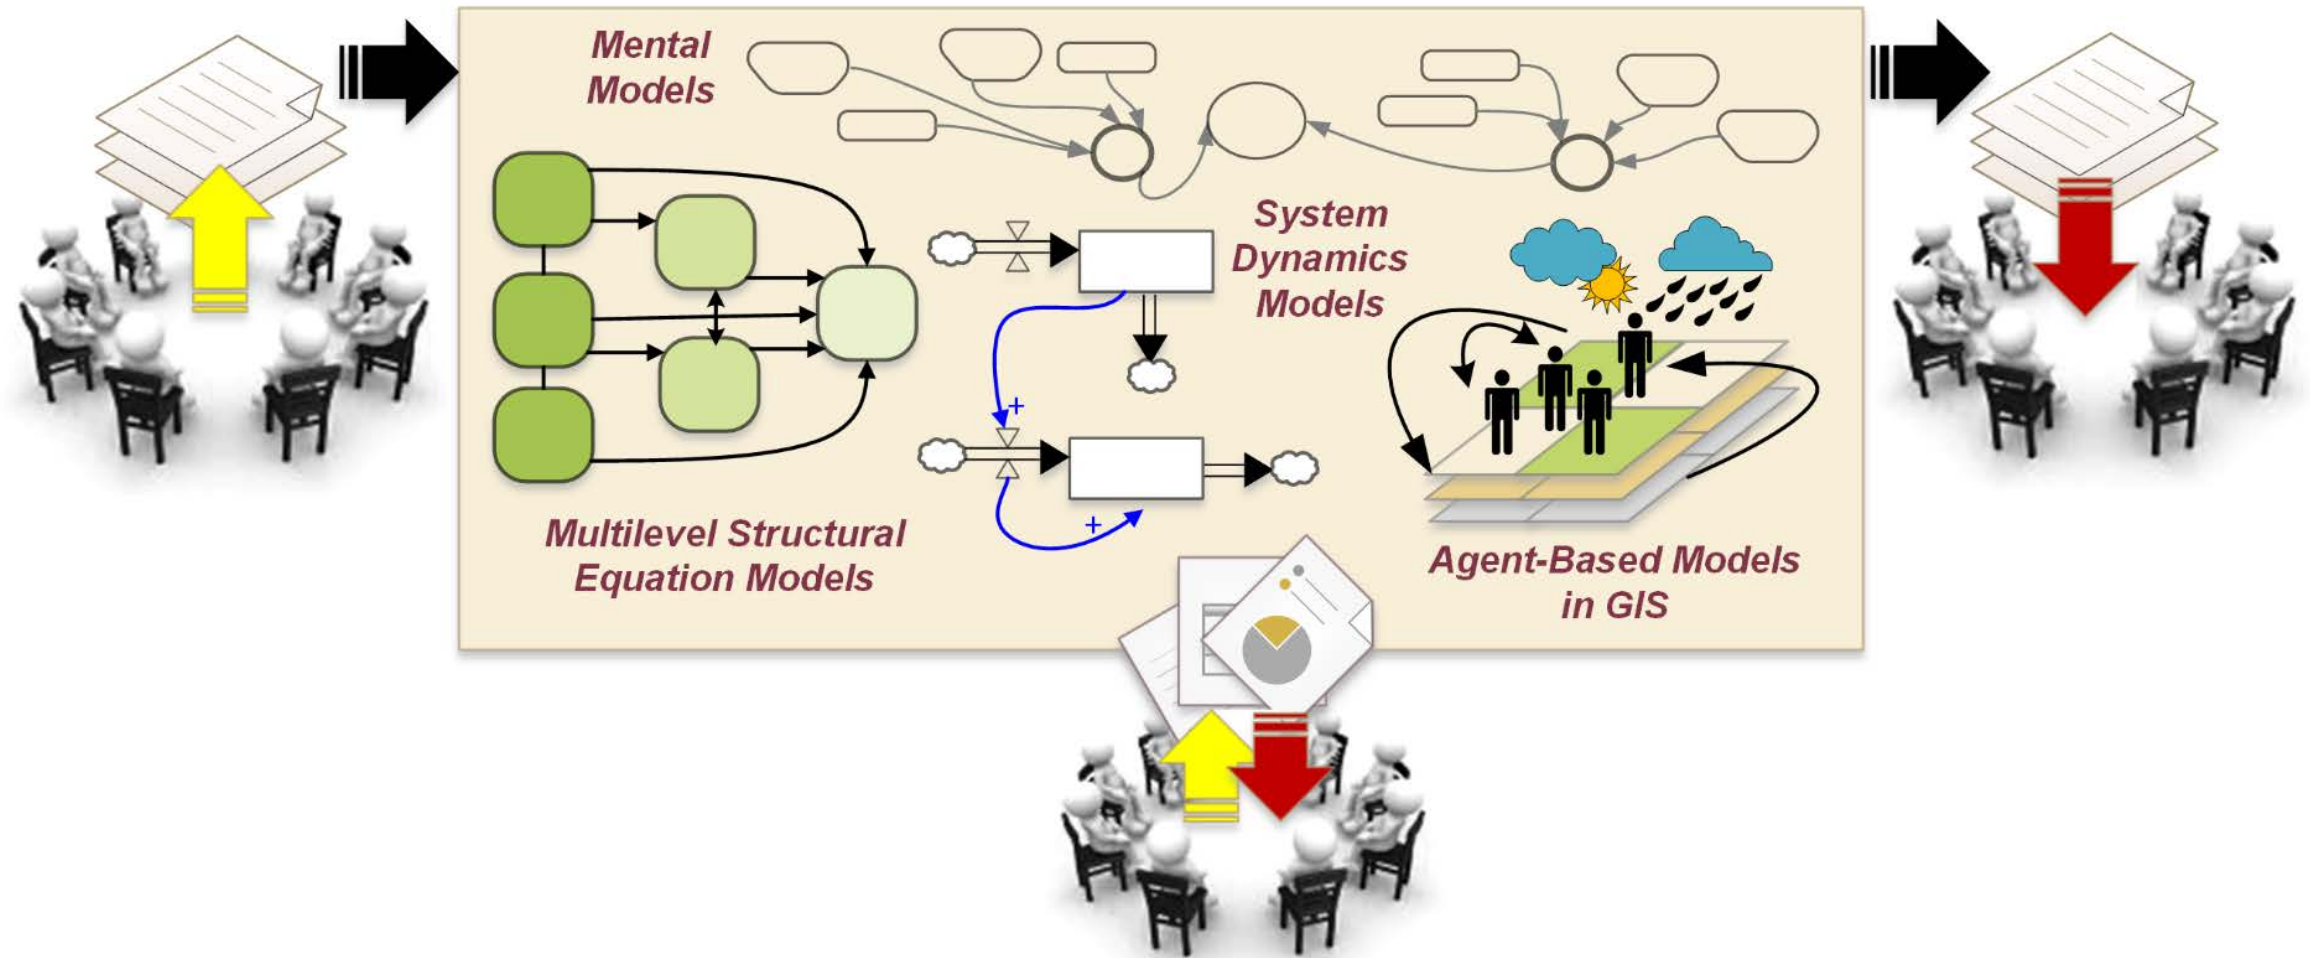 Mental
Models
System
Dynamics
Models
+
+
Multilevel Structural
Equation Models
Agent-Based Models
in GIS